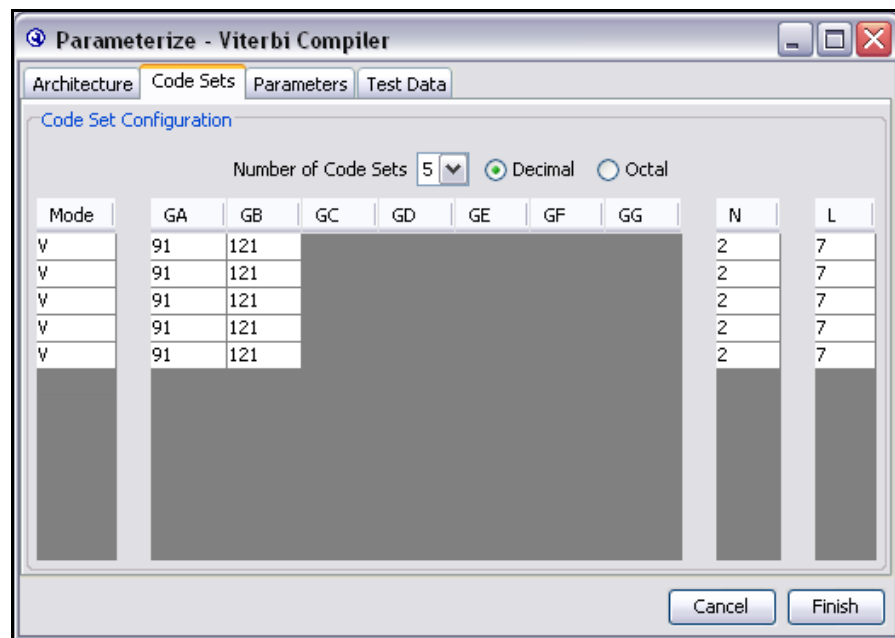 Parameterize - Viterbi Compiler
Architecture Code Sets Parameters Test Data
Code Set Configuration
Number of Code Sets 5 Decimal Octal
Mode GA GB GC GD GE GF GG N L
V 91 121 2 7
V 91 121 2 7
V 91 121 2 7
V 91 121 2 7
V 91 121 2 7
Cancel Finish